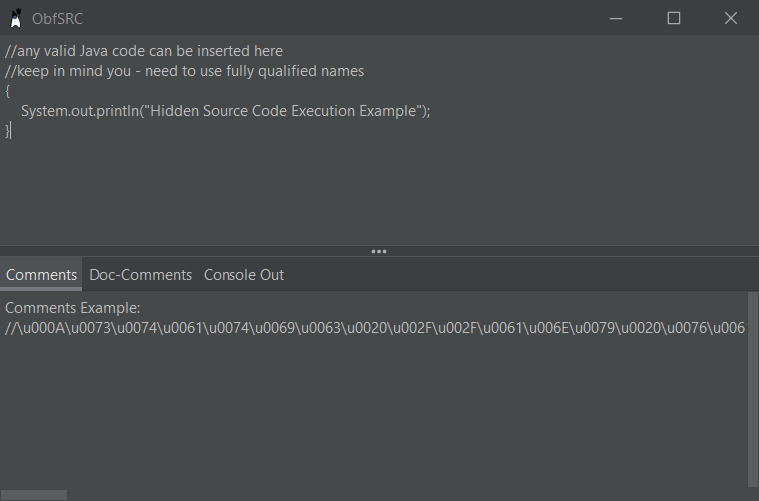 ObfSRC
//any valid Java code can be inserted here
//keep in mind you - need to use fully qualified names
{
    System.out.println("Hidden Source Code Execution Example");
}
Comments Doc-Comments Console Out
Comments Example:
//\u000A\u0073\u0074\u0061\u0074\u0069\u0063\u0020\u002F\u002F\u0061\u006E\u0079\u0020\u0076\u006